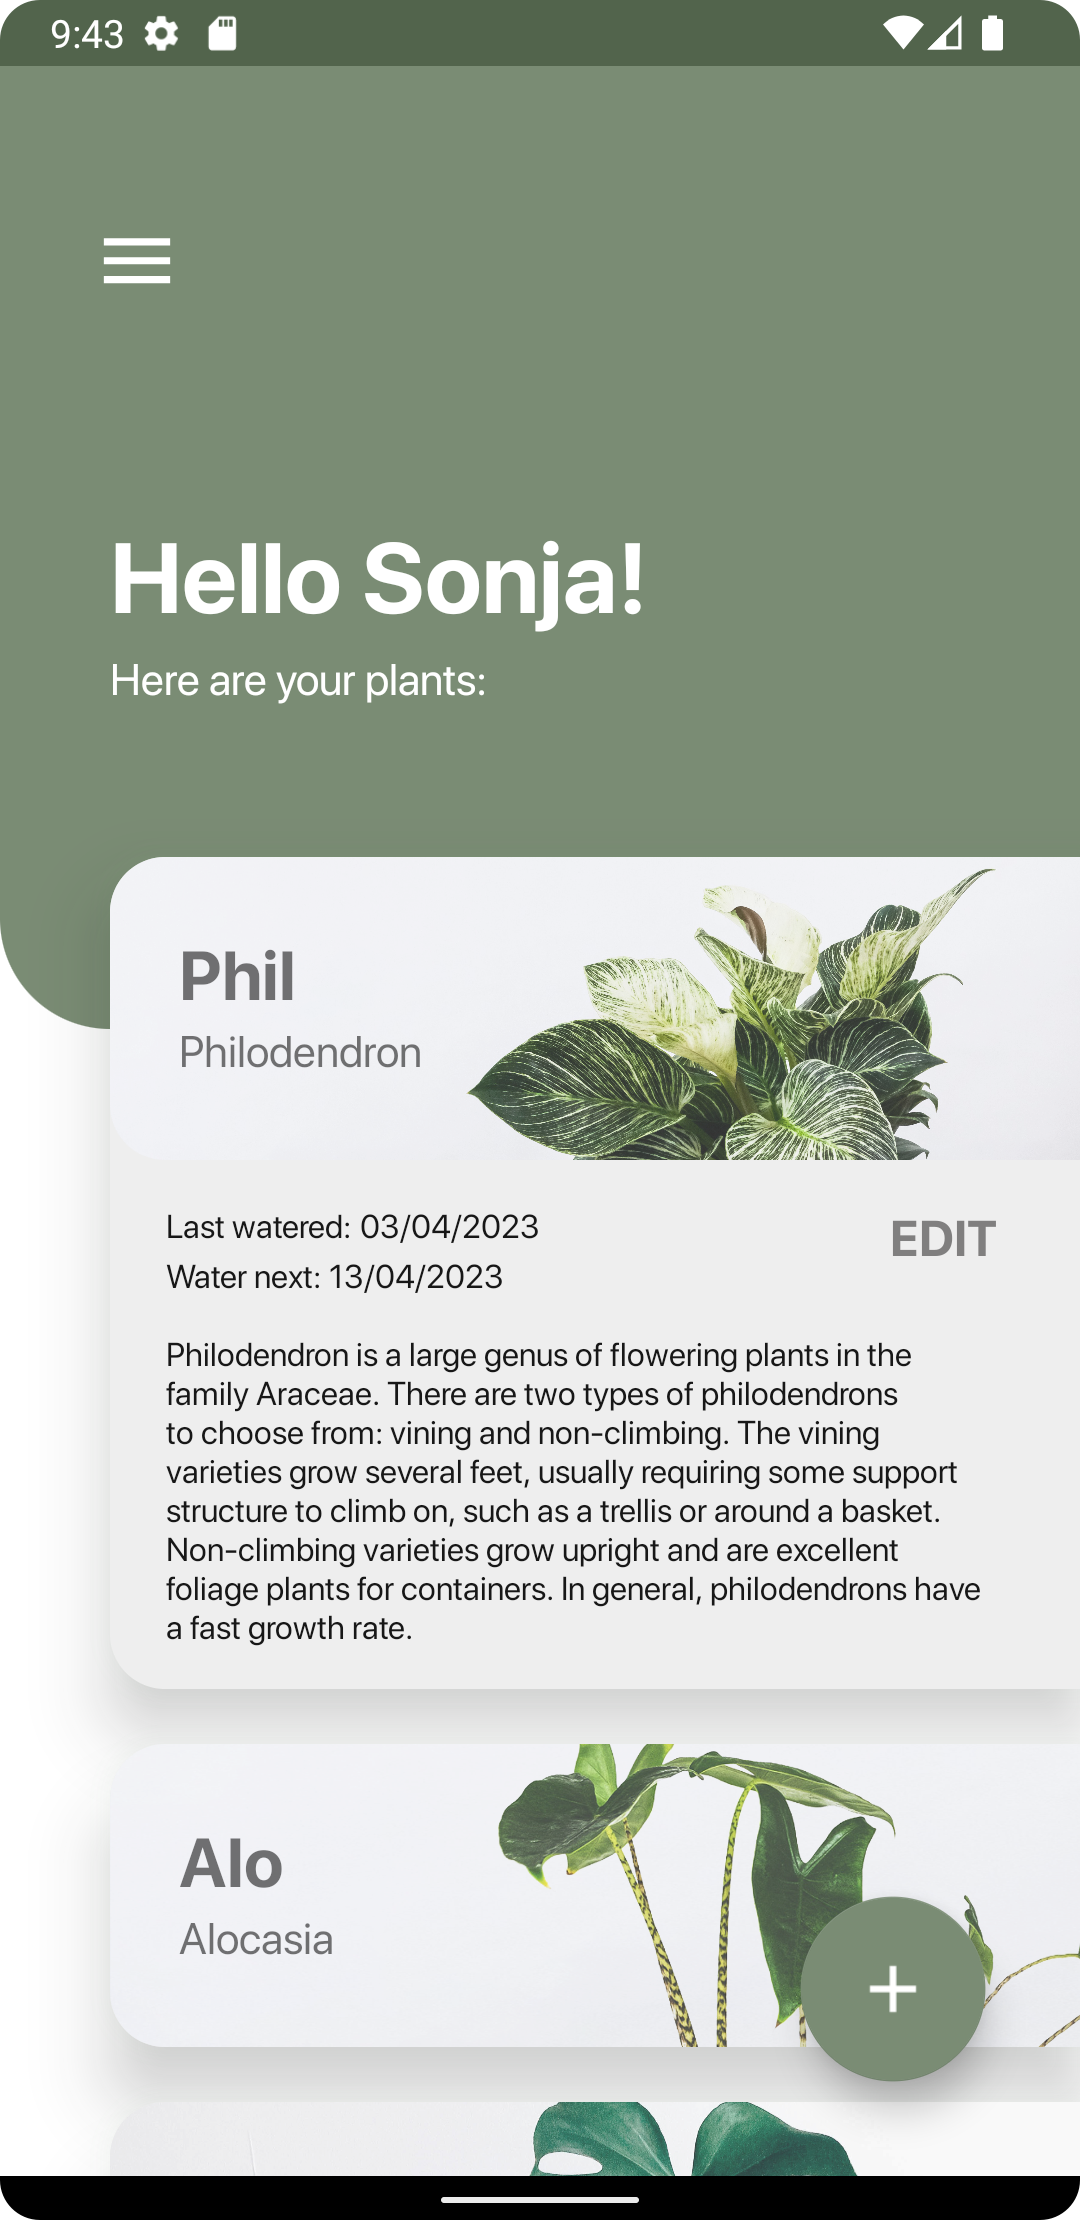 9:43
Hello Sonja!
Here are your plants:
Phil
Philodendron
Last watered: 03/04/2023
EDIT
Water next: 13/04/2023
Philodendron is a large genus of flowering plants in the
family Araceae. There are two types of philodendrons
to choose from: vining and non-climbing. The vining
varieties grow several feet, usually requiring some support
structure to climb on, such as a trellis or around a basket.
Non-climbing varieties grow upright and are excellent
foliage plants for containers. In general, philodendrons have
a fast growth rate.
Alo
Alocasia
+